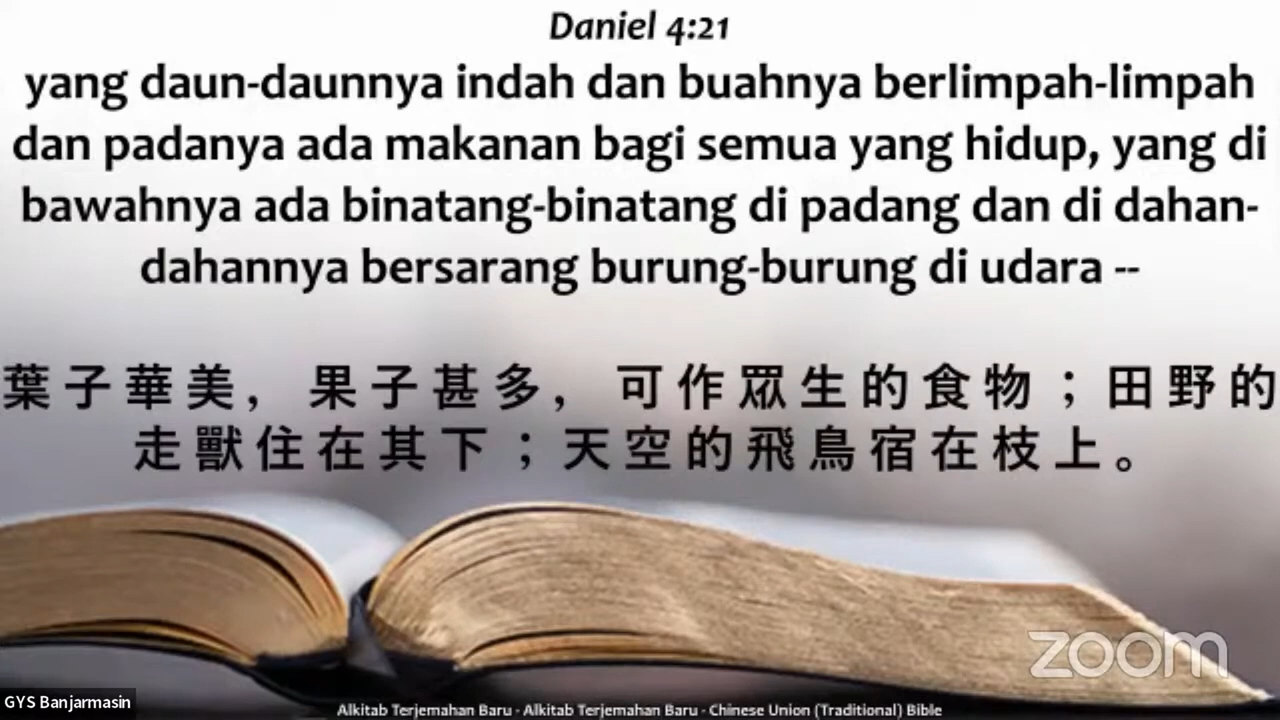 Daniel 4:21
yang daun-daunnya indah dan buahnya berlimpah-limpah
dan padanya ada makanan bagi semua yang hidup, yang di
bawahnya ada binatang-binatang di padang dan di dahan-
dahannya bersarang burung-burung di udara --
葉子華美，果子甚多，可作眾生的食物；田野的
走獸住在其下；天空的飛鳥宿在枝上。
zoom
GYS Banjarmasin
Alkitab Terjemahan Baru - Alkitab Terjemahan Baru - Chinese Union (Traditional) Bible